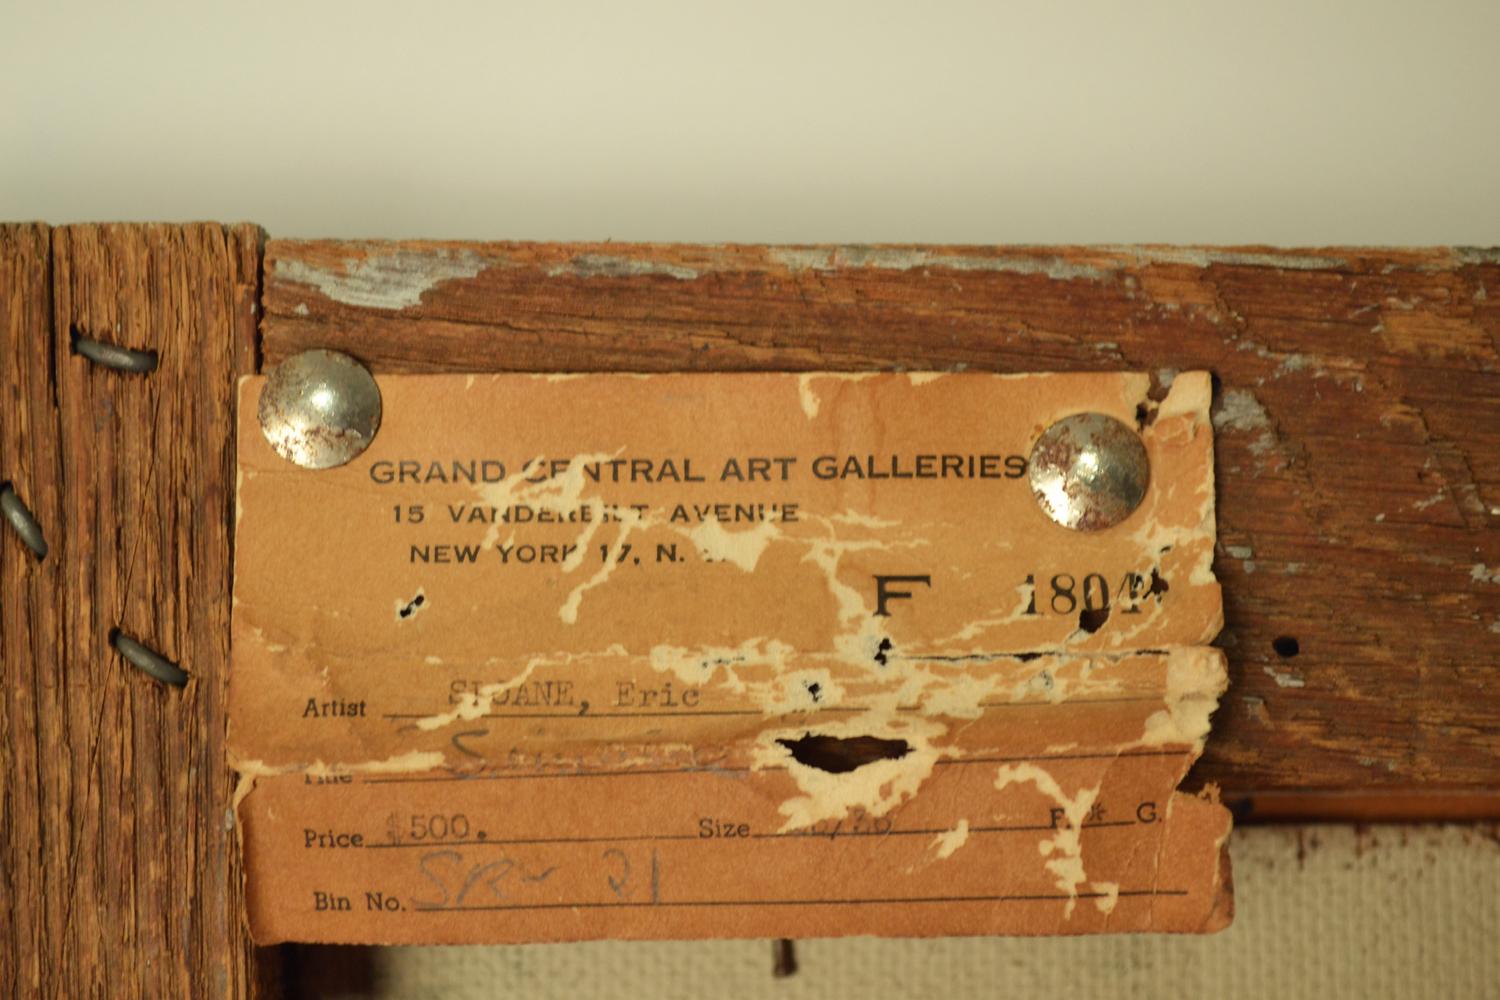 GRAND CENTRAL ART GALLERIES
15 VANDERBILT AVENUE
NEW YORK 17, N.
F 1804
Artist SLOANE, Eric
Title
Price $500. Size F. * G.
Bin No. SR- 21